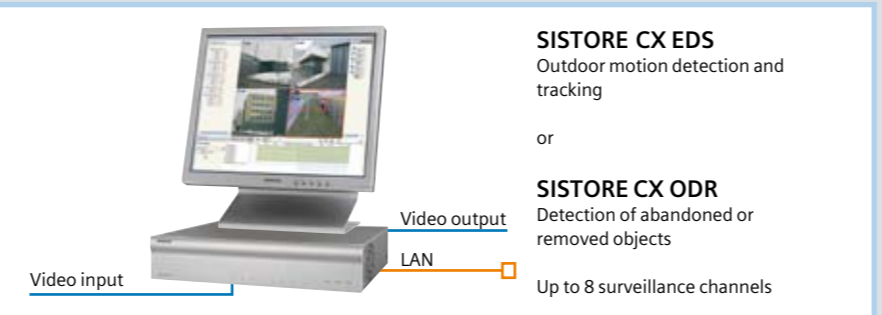 SISTORE CX EDS
Outdoor motion detection and
tracking
or
SISTORE CX ODR
Detection of abandoned or
removed objects
Up to 8 surveillance channels
Video output
LAN
Video input